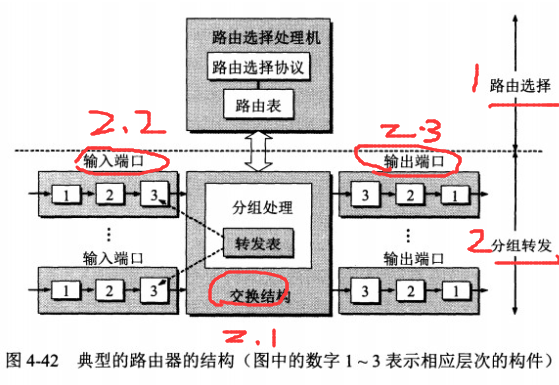 路由选择处理机
路由选择协议
路由表
1 路由选择
2.2
2.3
输入端口
输出端口
1 2 3
分组处理
3 2 1
转发表
2 分组转发
输入端口
输出端口
1 2 3
交换结构
3 2 1
2.1
图 4-42 典型的路由器的结构（图中的数字 1~3 表示相应层次的构件）